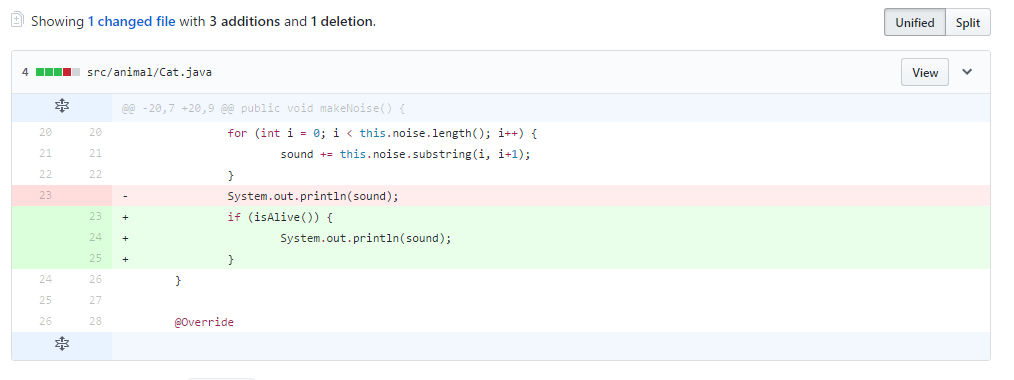 Showing 1 changed file with 3 additions and 1 deletion.
Unified Split
4 src/animal/Cat.java View
@@ -20,7 +20,9 @@ public void makeNoise() {
20 20 for (int i = 0; i < this.noise.length(); i++) {
21 21 sound += this.noise.substring(i, i+1);
22 22 }
23 - System.out.println(sound);
23 + if (isAlive()) {
24 + System.out.println(sound);
25 + }
24 26 }
25 27
26 28 @Override